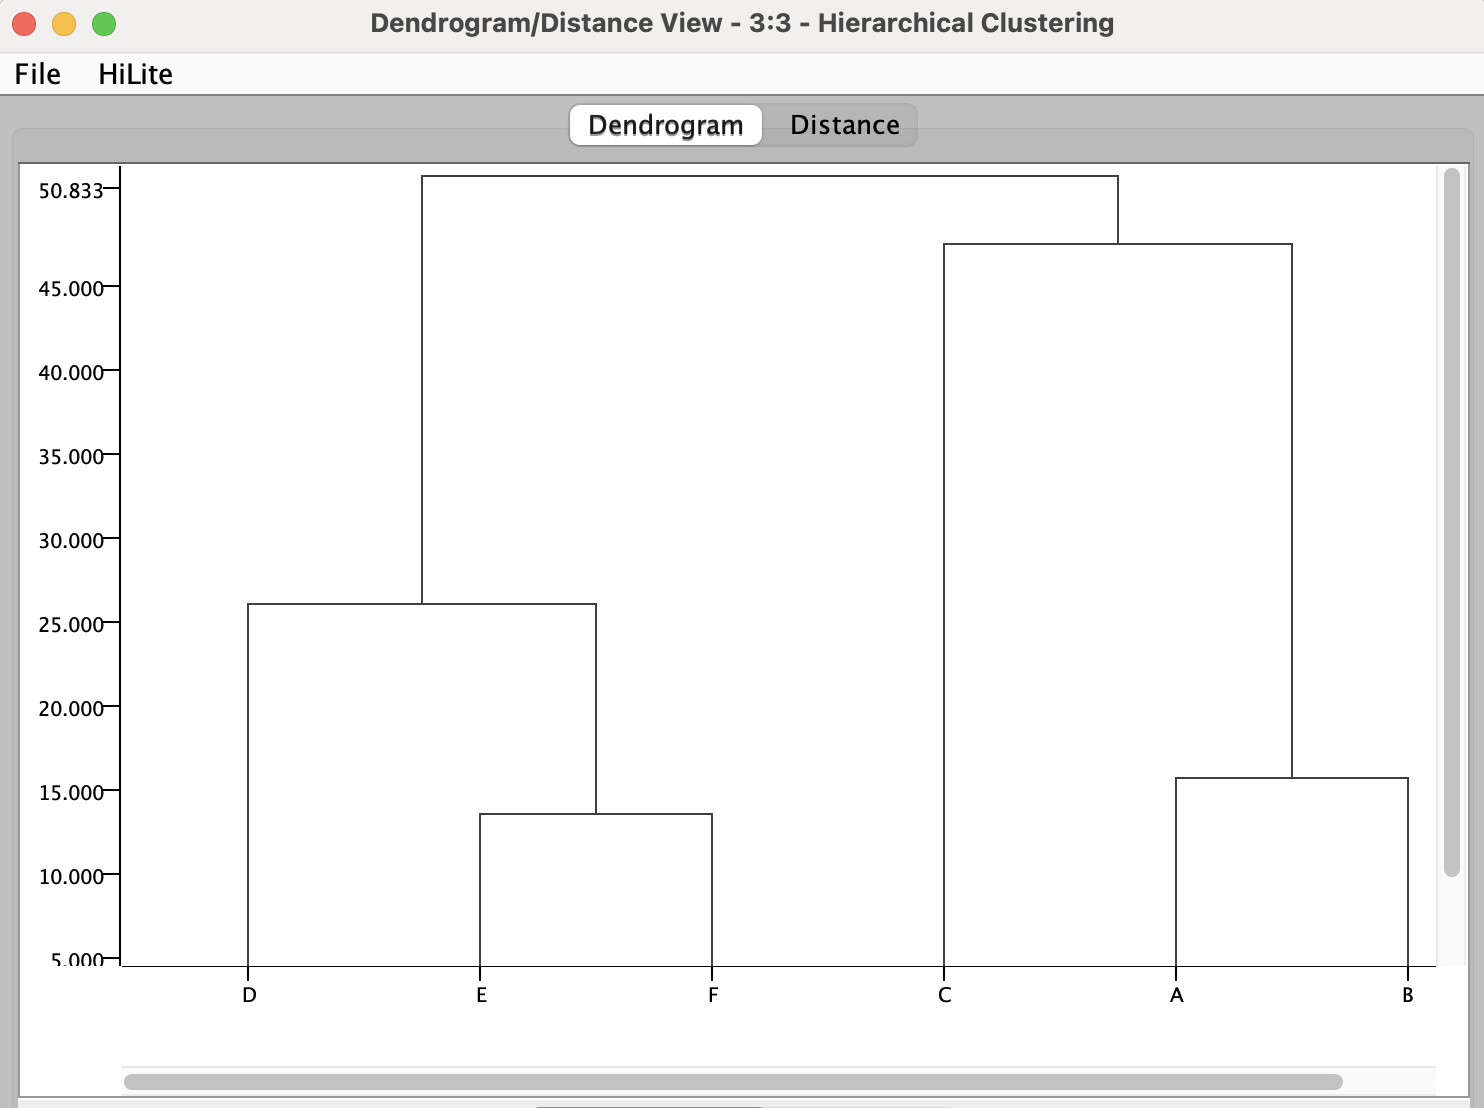 Dendrogram/Distance View - 3:3 - Hierarchical Clustering
File HiLite
Dendrogram Distance
50.833
45.000
40.000
35.000
30.000
25.000
20.000
15.000
10.000
5.000
D E F C A B